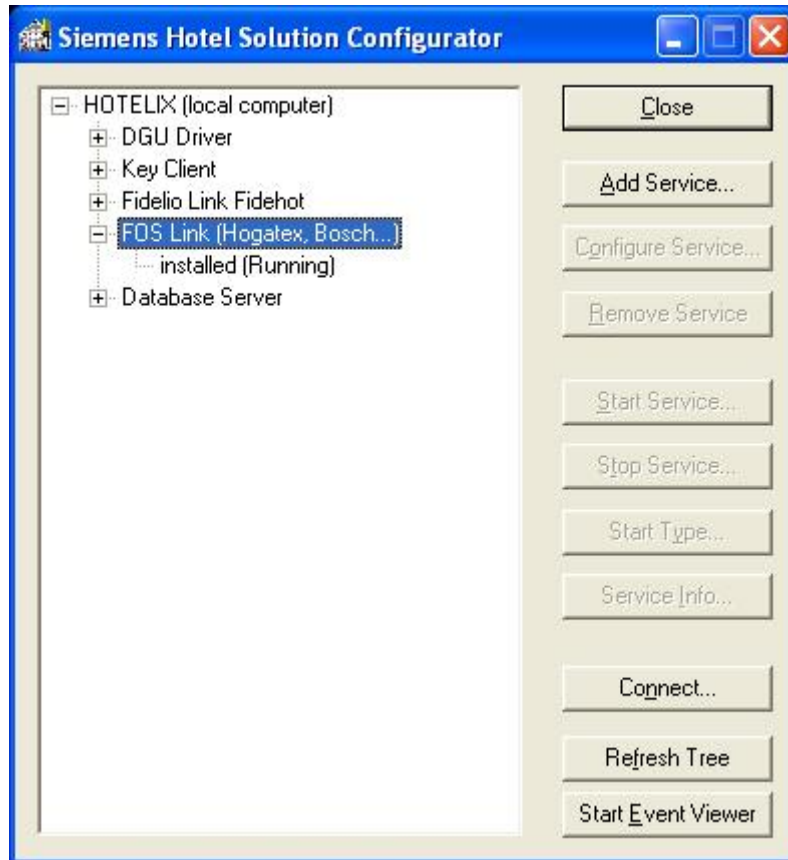 Siemens Hotel Solution Configurator
HOTELIX (local computer)
DGU Driver
Key Client
Fidelio Link Fidehot
FOS Link (Hogatex, Bosch...)
installed (Running)
Database Server
Close
Add Service...
Configure Service...
Remove Service
Start Service...
Stop Service...
Start Type...
Service Info...
Connect...
Refresh Tree
Start Event Viewer